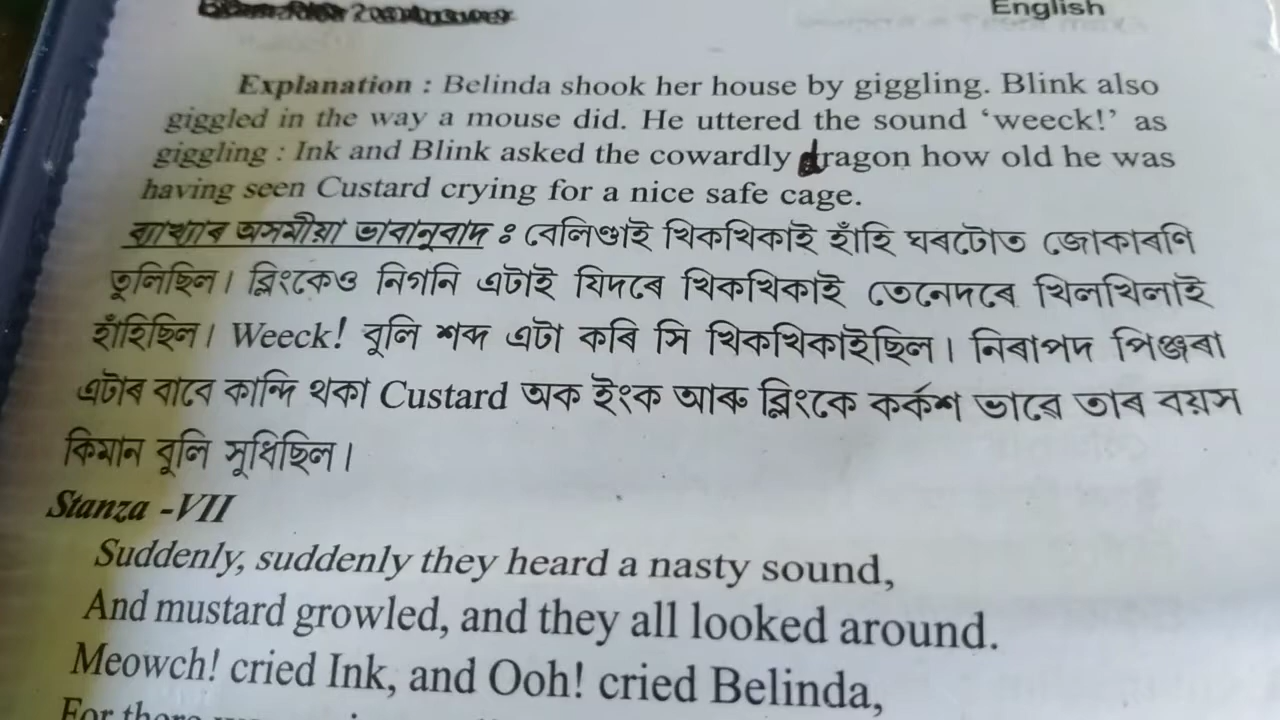 English
Explanation : Belinda shook her house by giggling. Blink also
giggled in the way a mouse did. He uttered the sound ‘weeck!’ as
giggling : Ink and Blink asked the cowardly dragon how old he was
having seen Custard crying for a nice safe cage.
ব্যাখ্যাৰ অসমীয়া ভাবানুবাদ ঃ বেলিণ্ডাই খিকখিকাই হাঁহি ঘৰটোত জোকাৰণি
তুলিছিল। ব্লিংকেও নিগনি এটাই যিদৰে খিকখিকাই তেনেদৰে খিলখিলাই
হাঁহিছিল। Weeck! বুলি শব্দ এটা কৰি সি খিকখিকাইছিল। নিৰাপদ পিঞ্জৰা
এটাৰ বাবে কান্দি থকা Custard অক ইংক আৰু ব্লিংকে কৰ্কশ ভাৱে তাৰ বয়স
কিমান বুলি সুধিছিল।
Stanza -VII
Suddenly, suddenly they heard a nasty sound,
And mustard growled, and they all looked around.
Meowch! cried Ink, and Ooh! cried Belinda,